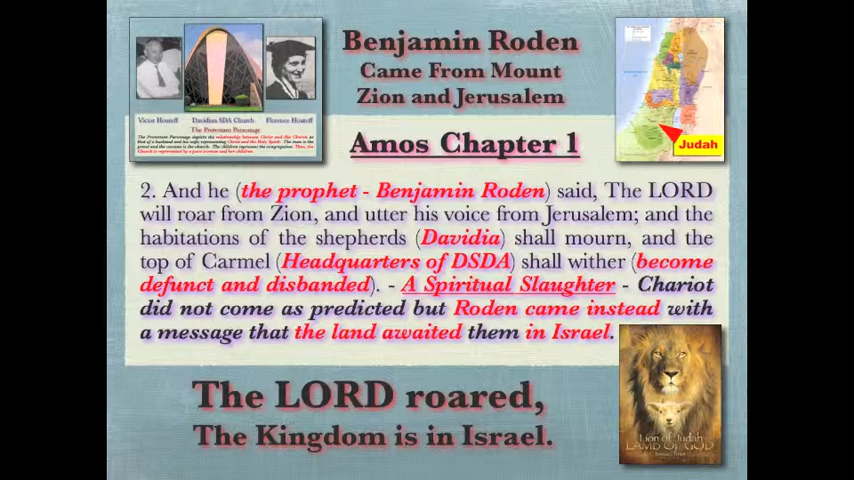 Benjamin Roden
Came From Mount
Zion and Jerusalem
Victor Houteff
Davidian SDA Church
Florence Houteff
The Protestant Parsonage
Judah
Amos Chapter 1
2. And he (the prophet - Benjamin Roden) said, The LORD
will roar from Zion, and utter his voice from Jerusalem; and the
habitations of the shepherds (Davidia) shall mourn, and the
top of Carmel (Headquarters of DSDA) shall wither (become
defunct and disbanded). - A Spiritual Slaughter - Chariot
did not come as predicted but Roden came instead with
a message that the land awaited them in Israel.
Lion of Judah
LAMB OF GOD
The LORD roared,
The Kingdom is in Israel.